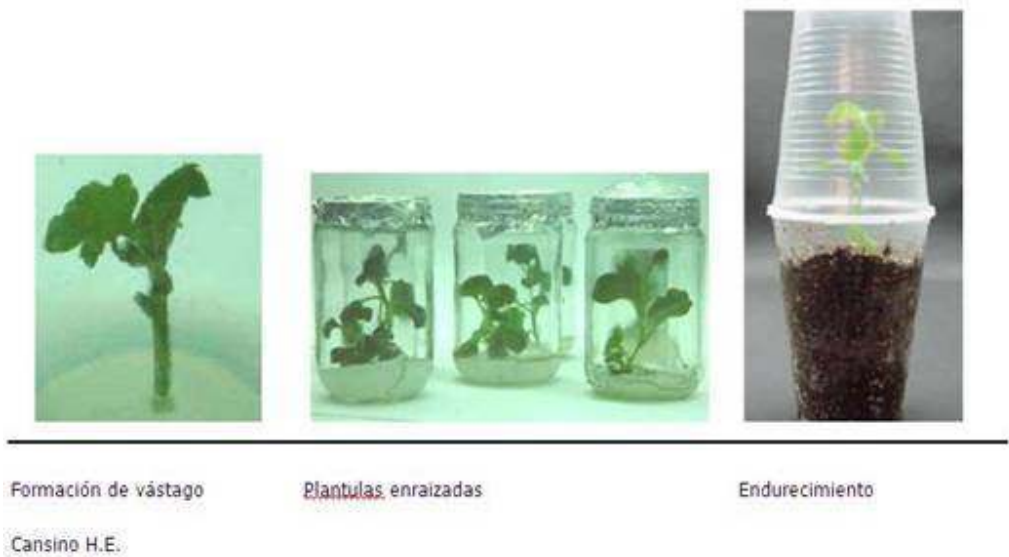 Formación de vástago
Plantulas enraizadas
Endurecimiento
Cansino H.E.